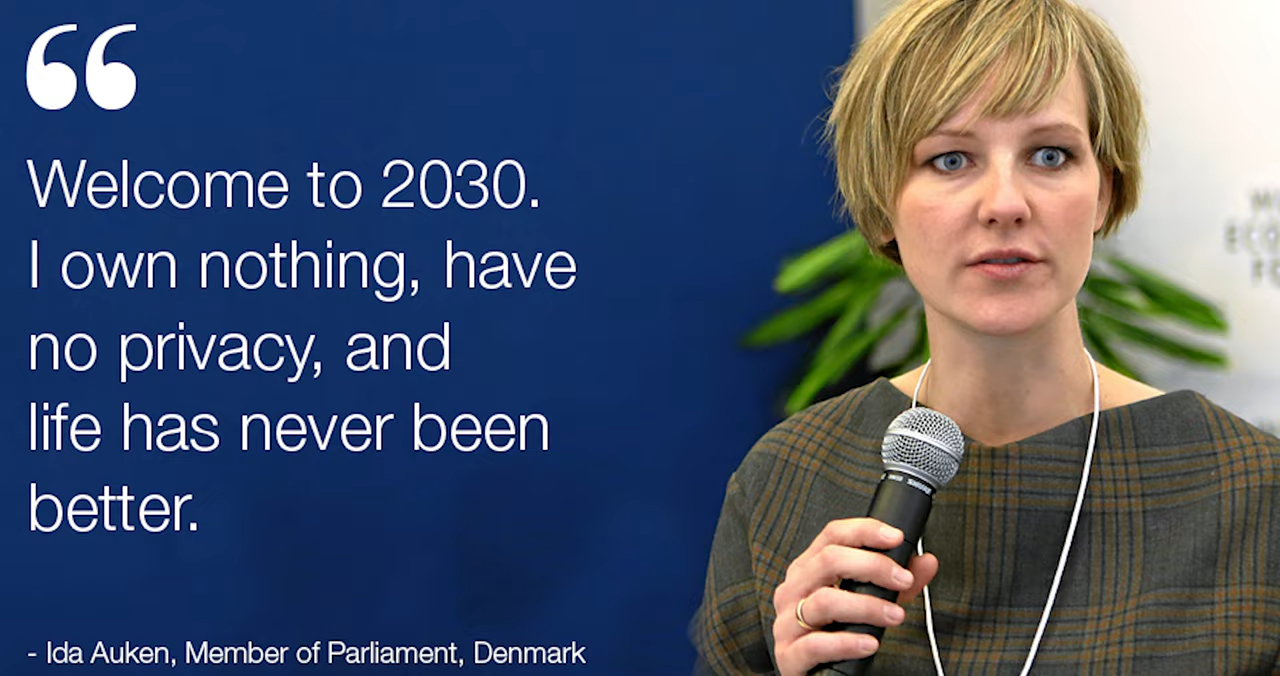 “
Welcome to 2030.
I own nothing, have
no privacy, and
life has never been
better.
- Ida Auken, Member of Parliament, Denmark